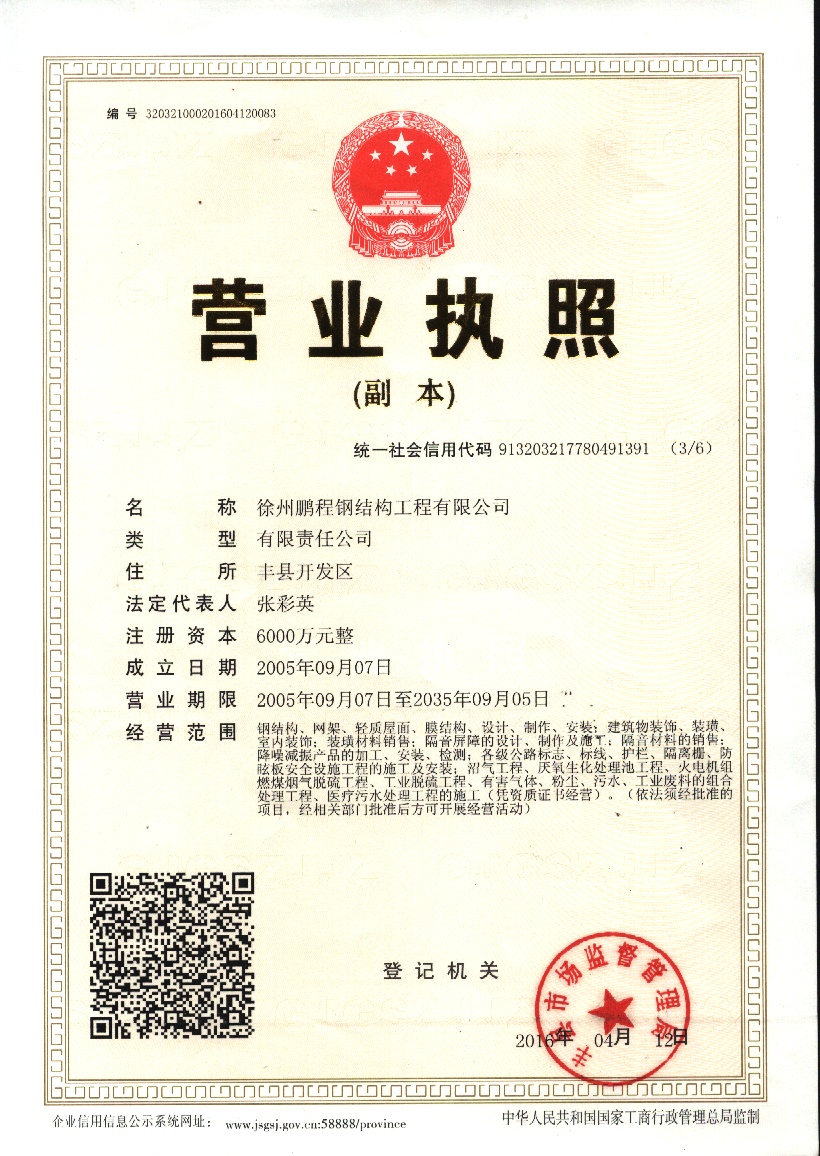 编 号 320321000201604120083
营业执照
(副 本)
统一社会信用代码 913203217780491391 （3/6）
名 称 徐州鹏程钢结构工程有限公司
类 型 有限责任公司
住 所 丰县开发区
法定代表人 张彩英
注册资本 6000万元整
成立日期 2005年09月07日
营业期限 2005年09月07日至2035年09月05日
经营范围 钢结构、网架、轻质屋面、膜结构、设计、制作、安装；建筑物装饰、装璜、
室内装饰；装璜材料销售；隔音屏障的设计、制作及施工；隔音材料的销售；
降噪减振产品的加工、安装、检测；各级公路标志、标线、护栏、隔离栅、防
眩板安全设施工程的施工及安装；沼气工程、厌氧生化处理池工程、火电机组
燃煤烟气脱硫工程、工业脱硫工程、有害气体、粉尘、污水、工业废料的组合
处理工程、医疗污水处理工程的施工（凭资质证书经营）。（依法须经批准的
项目，经相关部门批准后方可开展经营活动）
登记机关
丰县市场监督管理局
2016年 04月 12日
企业信用信息公示系统网址： www.jsgsj.gov.cn:58888/province
中华人民共和国国家工商行政管理总局监制